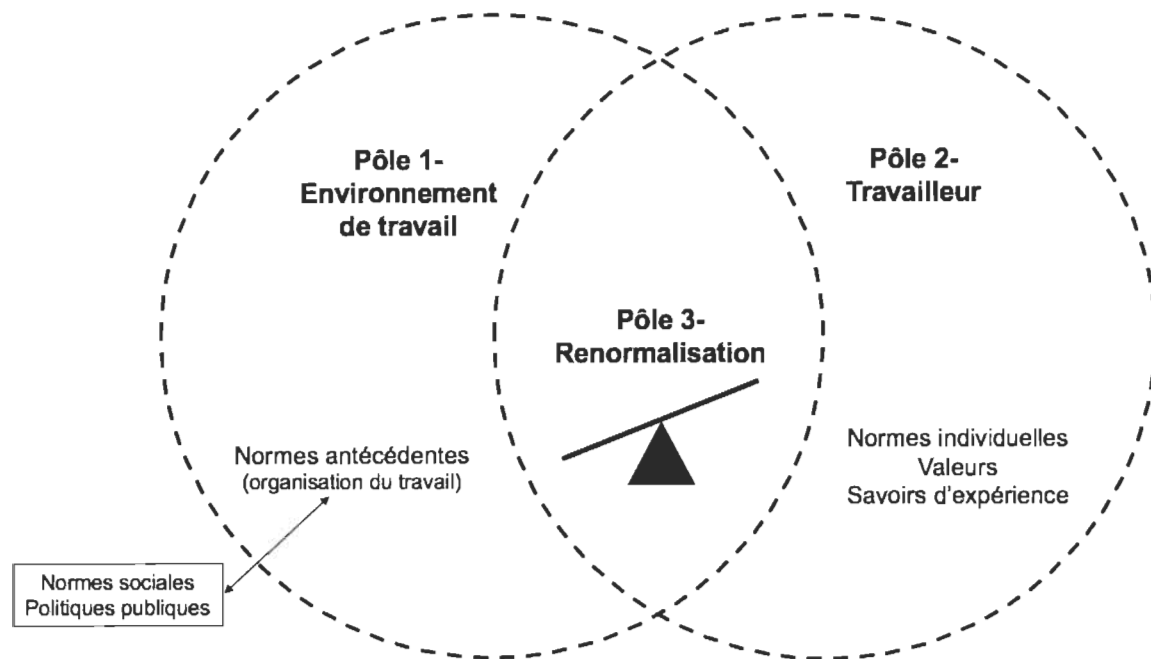 Pôle 1-
Environnement
de travail
Pôle 2-
Travailleur
Pôle 3-
Renormalisation
Normes antécédentes
(organisation du travail)
Normes individuelles
Valeurs
Savoirs d'expérience
Normes sociales
Politiques publiques